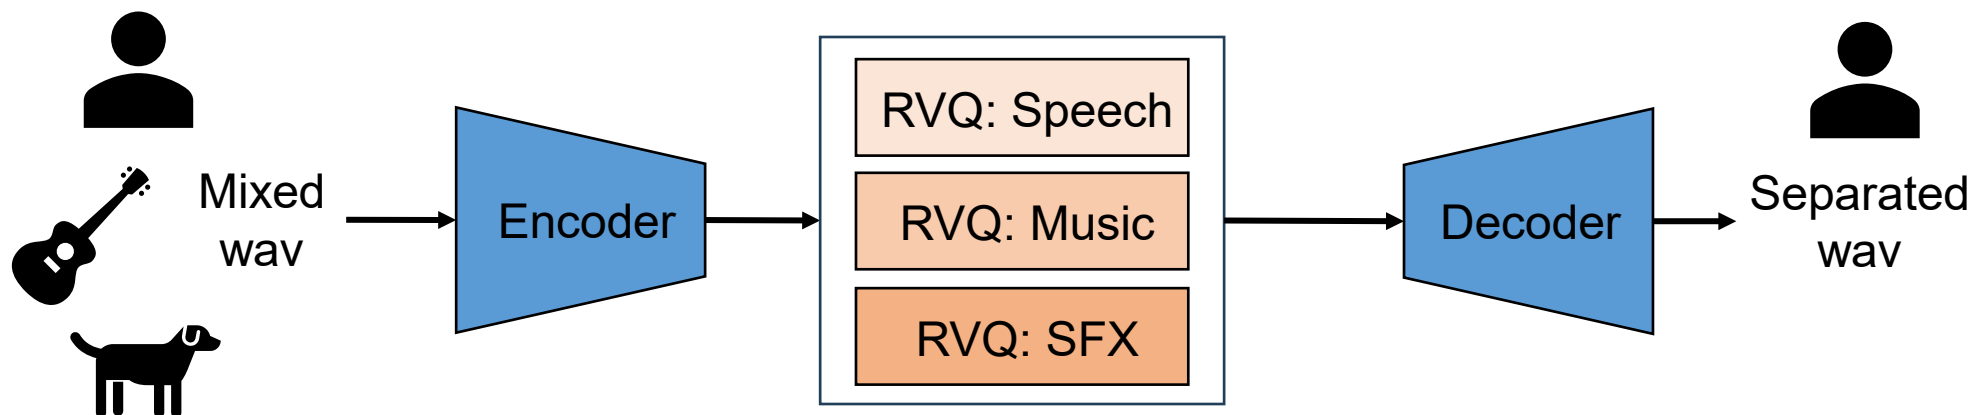 Mixed
wav
Encoder
RVQ: Speech
RVQ: Music
RVQ: SFX
Decoder
Separated
wav